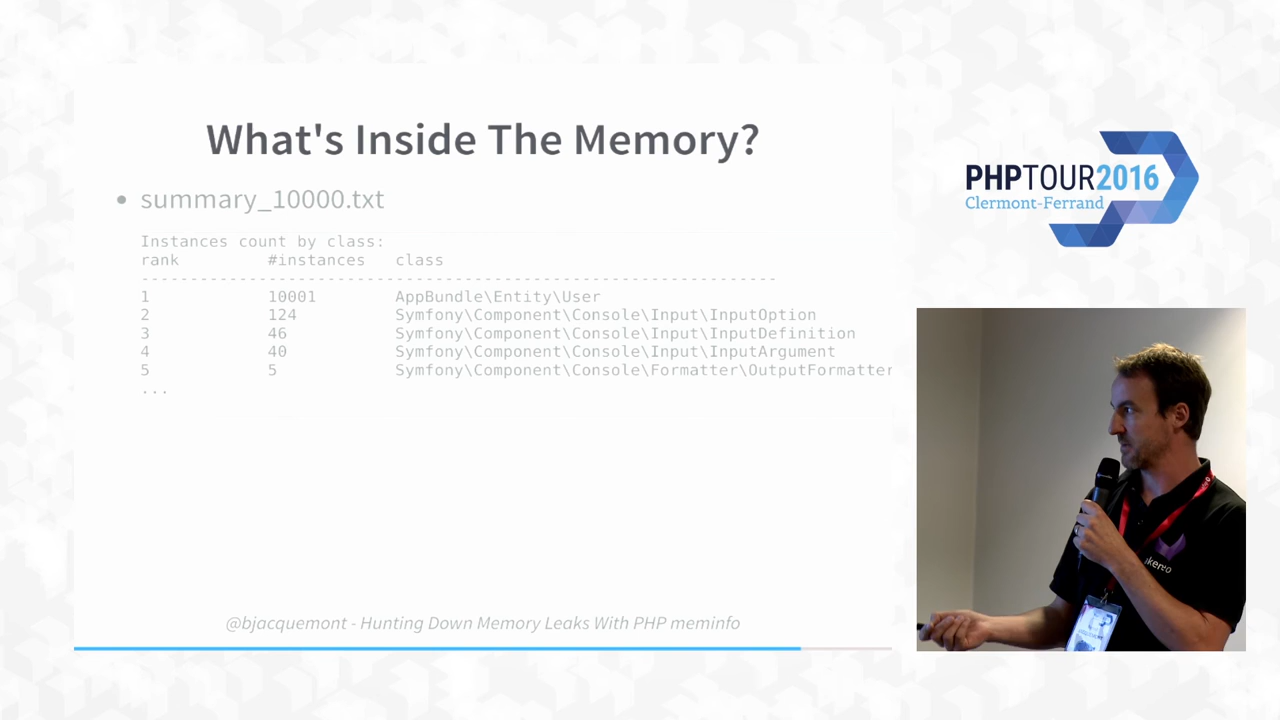 What's Inside The Memory?
• summary_10000.txt
Instances count by class:
rank #instances class
-----------------------------------------------------------------
1 10001 AppBundle\Entity\User
2 124 Symfony\Component\Console\Input\InputOption
3 46 Symfony\Component\Console\Input\InputDefinition
4 40 Symfony\Component\Console\Input\InputArgument
5 5 Symfony\Component\Console\Formatter\OutputFormatter
...
@bjacquemont - Hunting Down Memory Leaks With PHP meminfo
PHPTOUR2016
Clermont-Ferrand